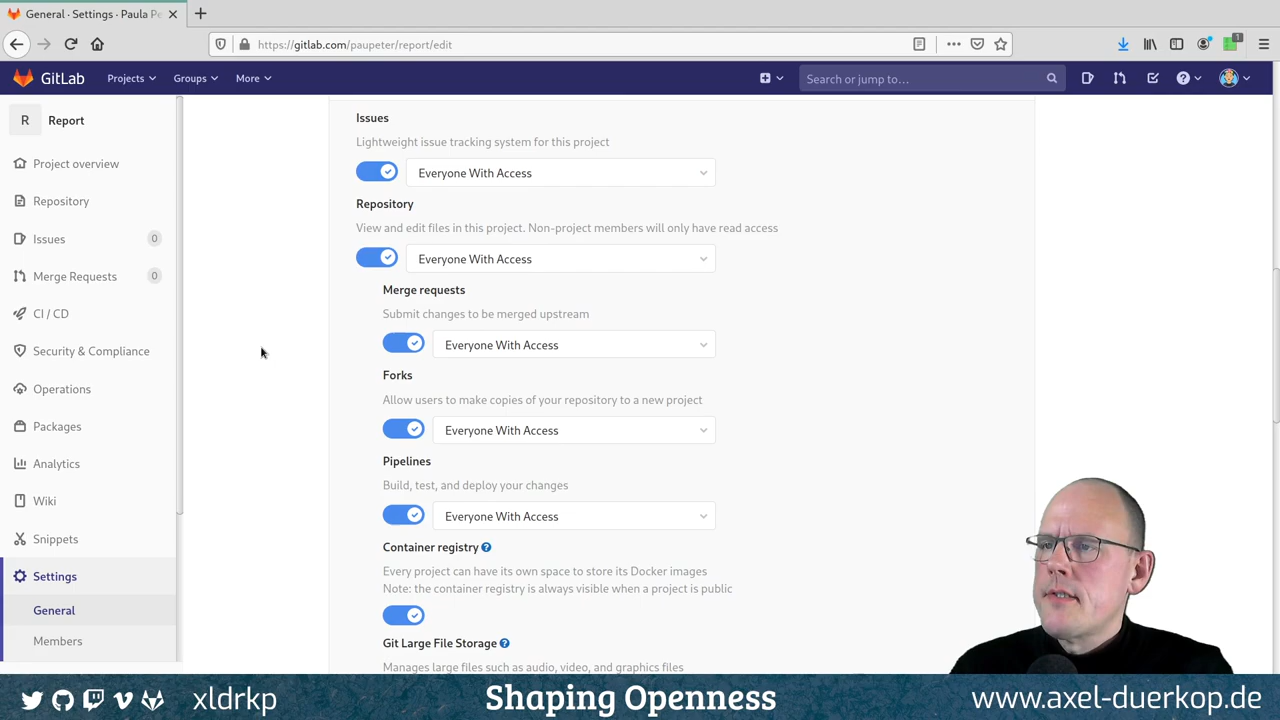 General · Settings · Paula Pe
https://gitlab.com/paupeter/report/edit
1
GitLab
Projects
Groups
More
Search or jump to…
R
Report
Project overview
Repository
Issues
0
Merge Requests
0
CI / CD
Security & Compliance
Operations
Packages
Analytics
Wiki
Snippets
Settings
General
Members
Issues
Lightweight issue tracking system for this project
Everyone With Access
Repository
View and edit files in this project. Non-project members will only have read access
Everyone With Access
Merge requests
Submit changes to be merged upstream
Everyone With Access
Forks
Allow users to make copies of your repository to a new project
Everyone With Access
Pipelines
Build, test, and deploy your changes
Everyone With Access
Container registry
Every project can have its own space to store its Docker images
Note: the container registry is always visible when a project is public
Git Large File Storage
Manages large files such as audio, video, and graphics files
xldrkp
Shaping Openness
www.axel-duerkop.de